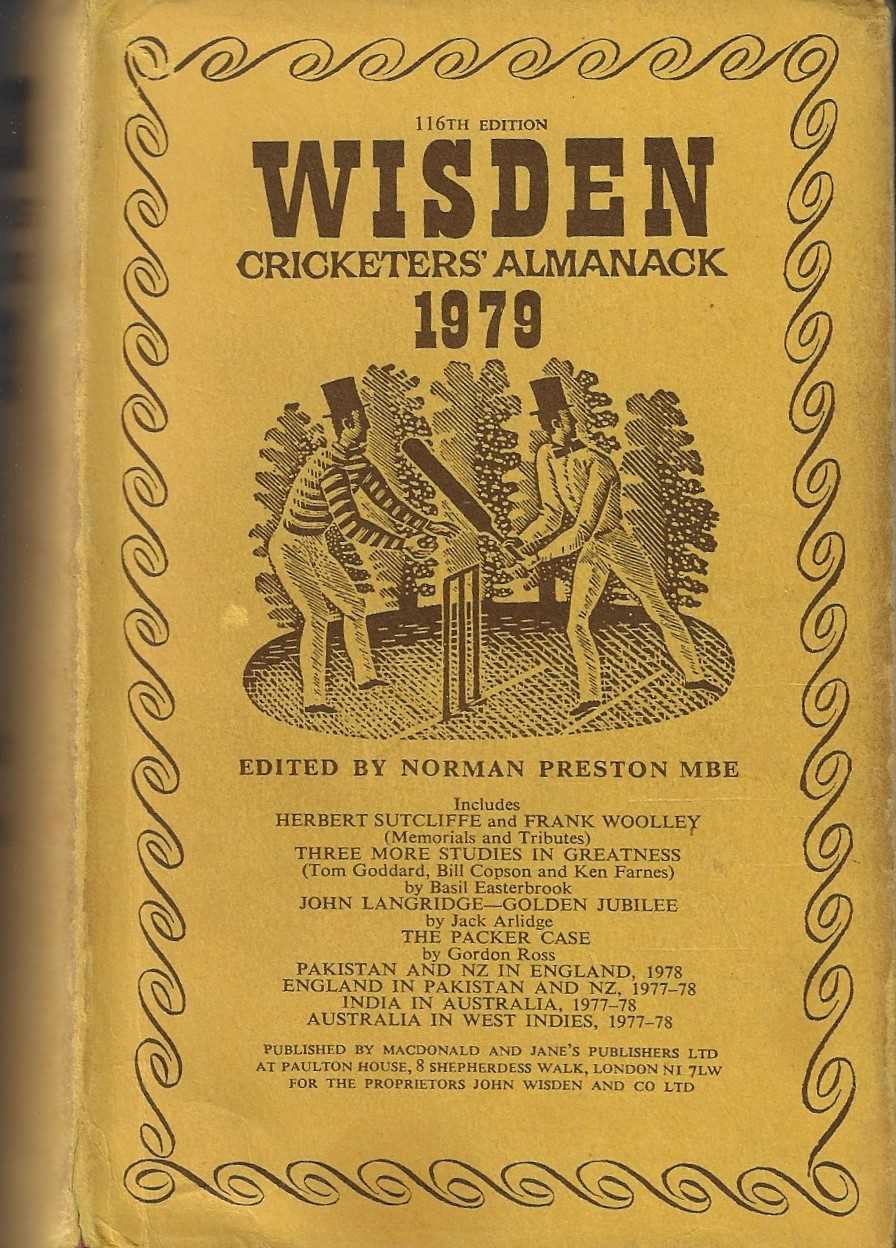 116TH EDITION
WISDEN
CRICKETERS' ALMANACK
1979
EDITED BY NORMAN PRESTON MBE
Includes
HERBERT SUTCLIFFE and FRANK WOOLLEY
(Memorials and Tributes)
THREE MORE STUDIES IN GREATNESS
(Tom Goddard, Bill Copson and Ken Farnes)
by Basil Easterbrook
JOHN LANGRIDGE—GOLDEN JUBILEE
by Jack Arlidge
THE PACKER CASE
by Gordon Ross
PAKISTAN AND NZ IN ENGLAND, 1978
ENGLAND IN PAKISTAN AND NZ, 1977–78
INDIA IN AUSTRALIA, 1977–78
AUSTRALIA IN WEST INDIES, 1977–78
PUBLISHED BY MACDONALD AND JANE'S PUBLISHERS LTD
AT PAULTON HOUSE, 8 SHEPHERDESS WALK, LONDON N1 7LW
FOR THE PROPRIETORS JOHN WISDEN AND CO LTD